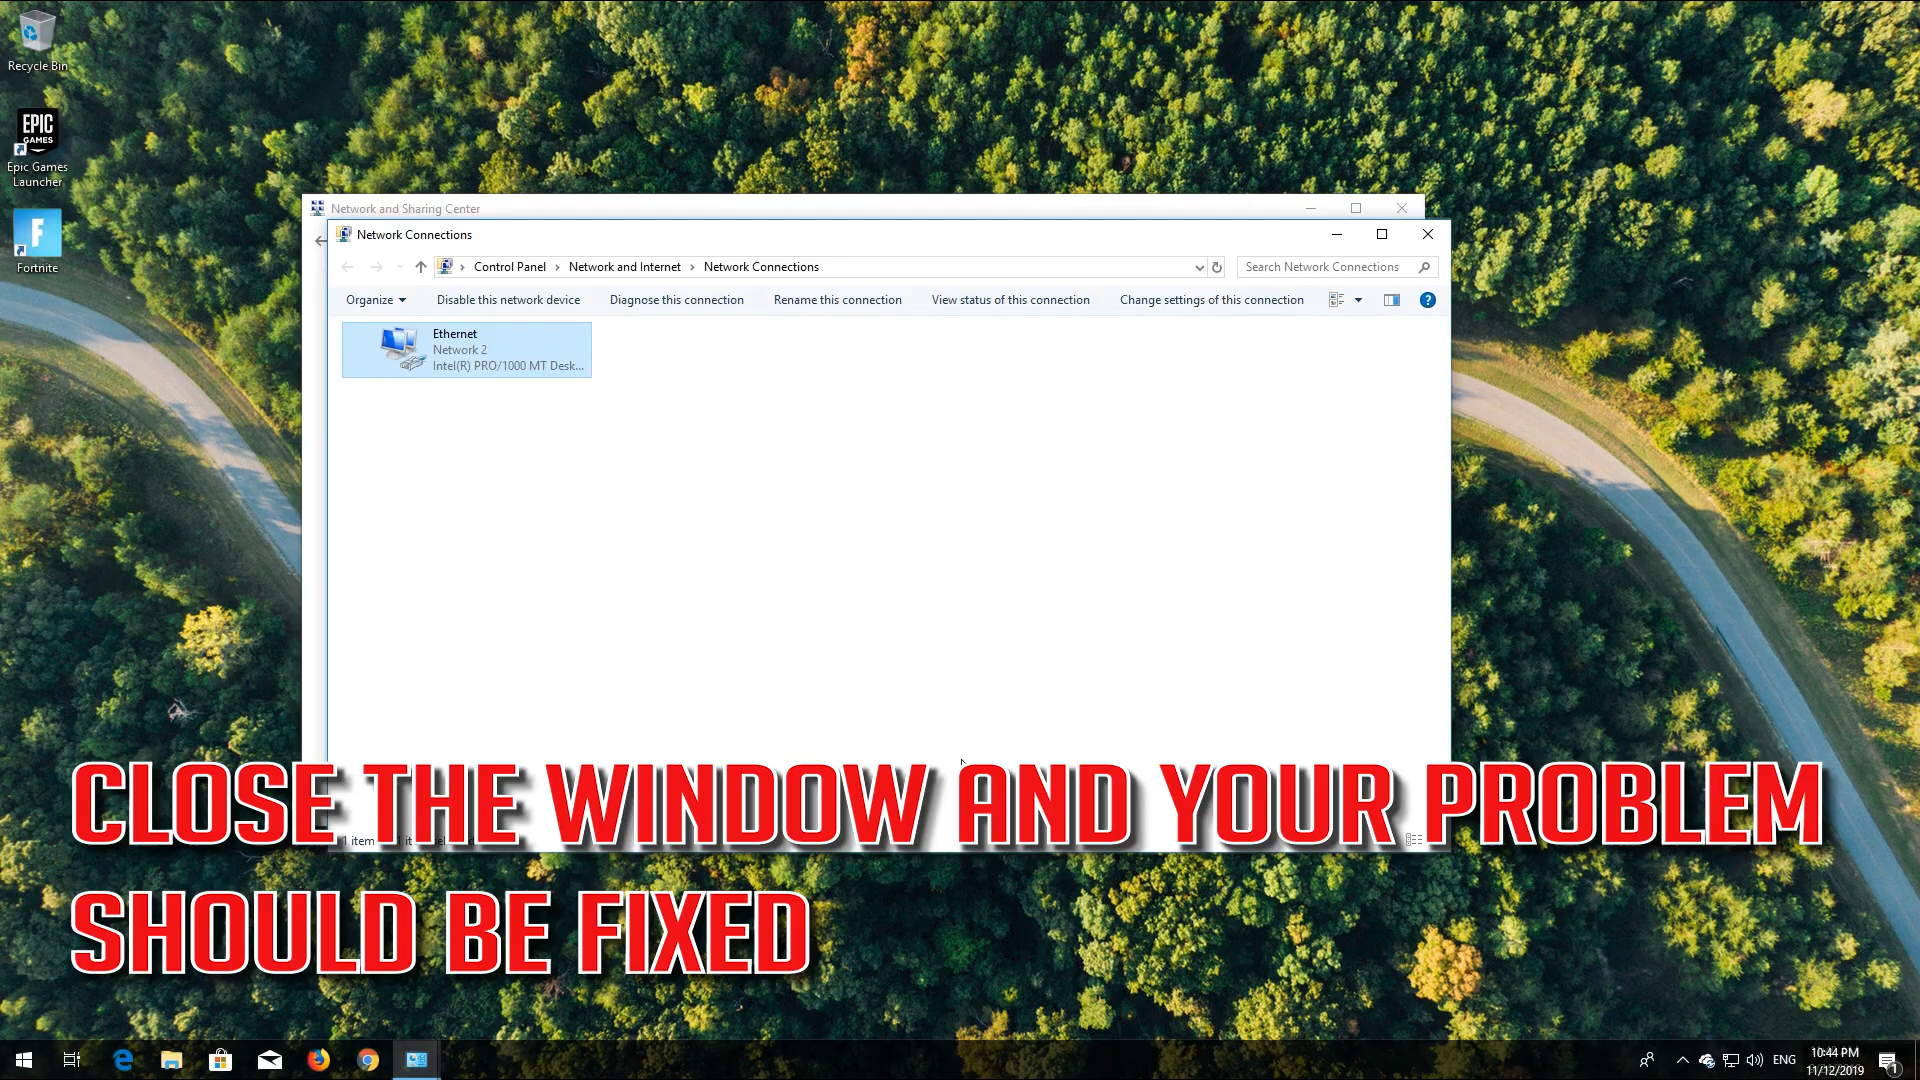 Recycle Bin
EPIC
GAMES
Epic Games
Launcher
F
Fortnite
Network and Sharing Center
Network Connections
Control Panel > Network and Internet > Network Connections
Search Network Connections
Organize
Disable this network device
Diagnose this connection
Rename this connection
View status of this connection
Change settings of this connection
?
Ethernet
Network 2
Intel(R) PRO/1000 MT Desk...
CLOSE THE WINDOW AND YOUR PROBLEM
SHOULD BE FIXED
1 item
ENG
10:44 PM
11/12/2019
1